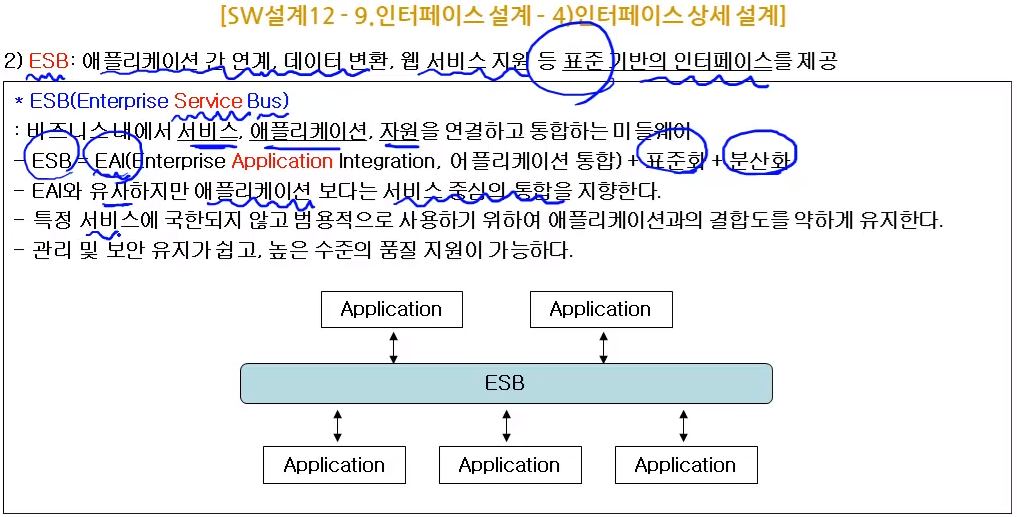 [SW설계12 - 9.인터페이스 설계 - 4)인터페이스 상세 설계]
2) ESB: 애플리케이션 간 연계, 데이터 변환, 웹 서비스 지원 등 표준 기반의 인터페이스를 제공
* ESB(Enterprise Service Bus)
: 비즈니스 내에서 서비스, 애플리케이션, 자원을 연결하고 통합하는 미들웨어
- ESB = EAI(Enterprise Application Integration, 어플리케이션 통합) + 표준화 + 분산화
- EAI와 유사하지만 애플리케이션 보다는 서비스 중심의 통합을 지향한다.
- 특정 서비스에 국한되지 않고 범용적으로 사용하기 위하여 애플리케이션과의 결합도를 약하게 유지한다.
- 관리 및 보안 유지가 쉽고, 높은 수준의 품질 지원이 가능하다.
Application Application
ESB
Application Application Application